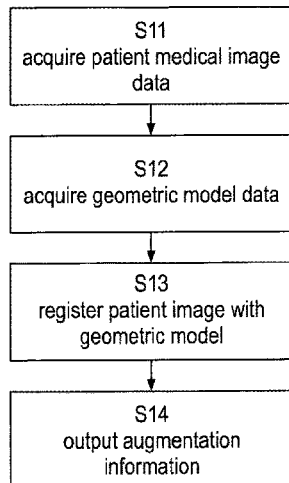 S11
acquire patient medical image
data
S12
acquire geometric model data
S13
register patient image with
geometric model
S14
output augmentation
information